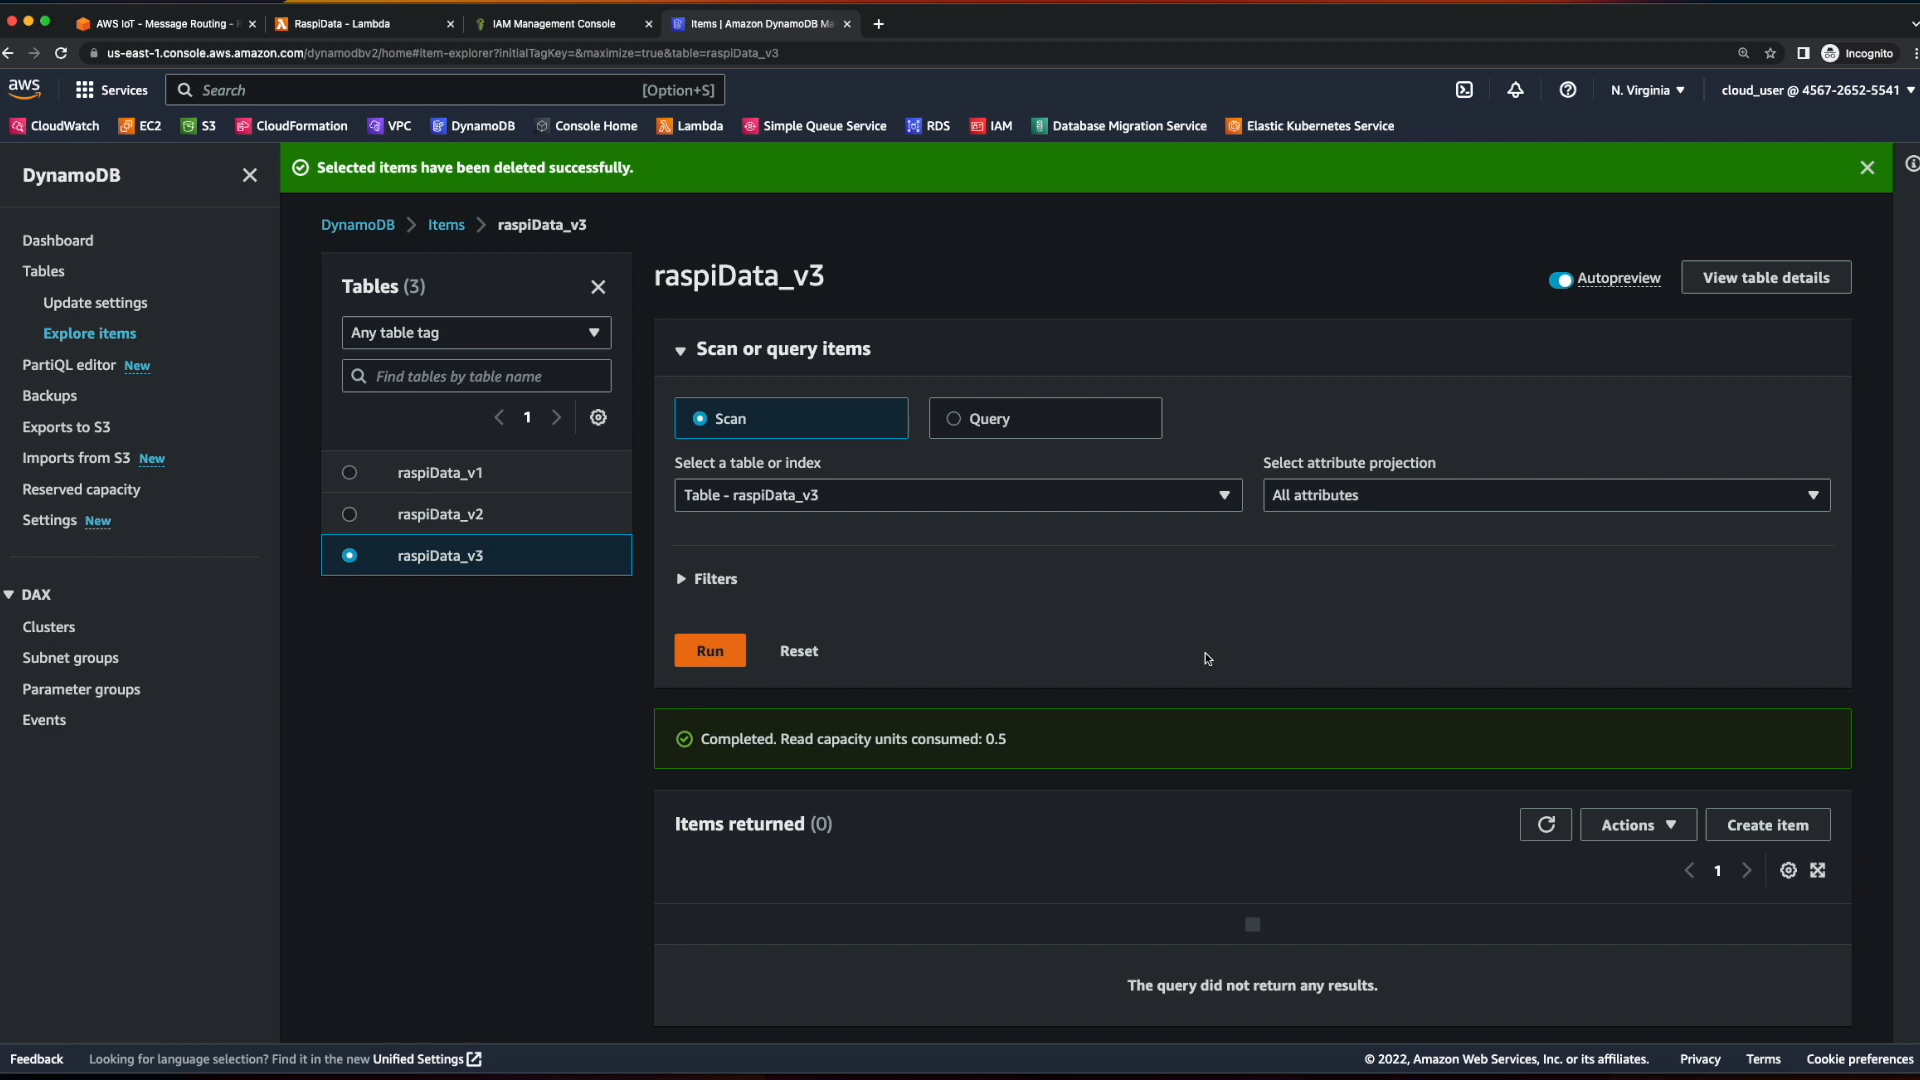 AWS IoT - Message Routing -
RaspiData - Lambda
IAM Management Console
Items | Amazon DynamoDB Ma
us-east-1.console.aws.amazon.com/dynamodbv2/home#item-explorer?initialTagKey=&maximize=true&table=raspiData_v3
Incognito
aws
Services
Search
[Option+S]
N. Virginia
cloud_user @ 4567-2652-5541
CloudWatch
EC2
S3
CloudFormation
VPC
DynamoDB
Console Home
Lambda
Simple Queue Service
RDS
IAM
Database Migration Service
Elastic Kubernetes Service
DynamoDB
Dashboard
Tables
Update settings
Explore items
PartiQL editor New
Backups
Exports to S3
Imports from S3 New
Reserved capacity
Settings New
DAX
Clusters
Subnet groups
Parameter groups
Events
Selected items have been deleted successfully.
DynamoDB
Items
raspiData_v3
Tables (3)
Any table tag
Find tables by table name
1
raspiData_v1
raspiData_v2
raspiData_v3
raspiData_v3
Autopreview
View table details
Scan or query items
Scan
Query
Select a table or index
Table - raspiData_v3
Select attribute projection
All attributes
Filters
Run
Reset
Completed. Read capacity units consumed: 0.5
Items returned (0)
Actions
Create item
1
The query did not return any results.
Feedback
Looking for language selection? Find it in the new Unified Settings
© 2022, Amazon Web Services, Inc. or its affiliates.
Privacy
Terms
Cookie preferences